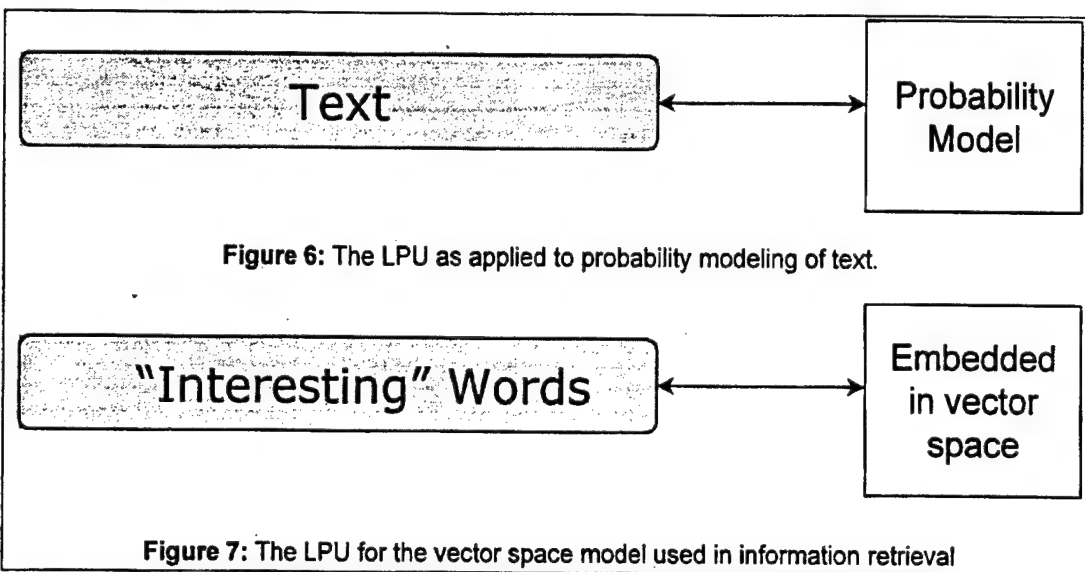 Text
Probability
Model
Figure 6: The LPU as applied to probability modeling of text.
"Interesting" Words
Embedded
in vector
space
Figure 7: The LPU for the vector space model used in information retrieval